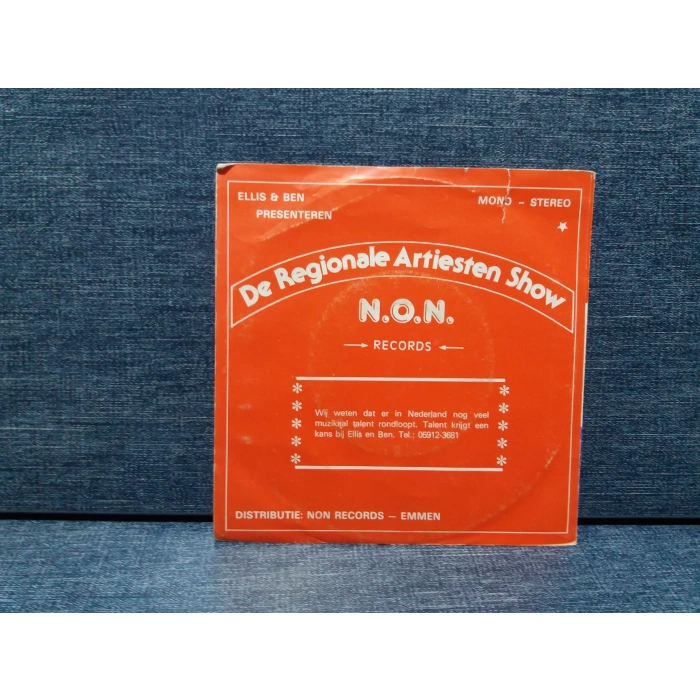 ELLIS & BEN
MONO – STEREO
PRESENTEREN
De Regionale Artiesten Show
N.O.N.
RECORDS
Wij weten dat er in Nederland nog veel
muzikaal talent rondloopt. Talent krijgt een
kans bij Ellis en Ben. Tel.: 05912-3681
DISTRIBUTIE: NON RECORDS – EMMEN